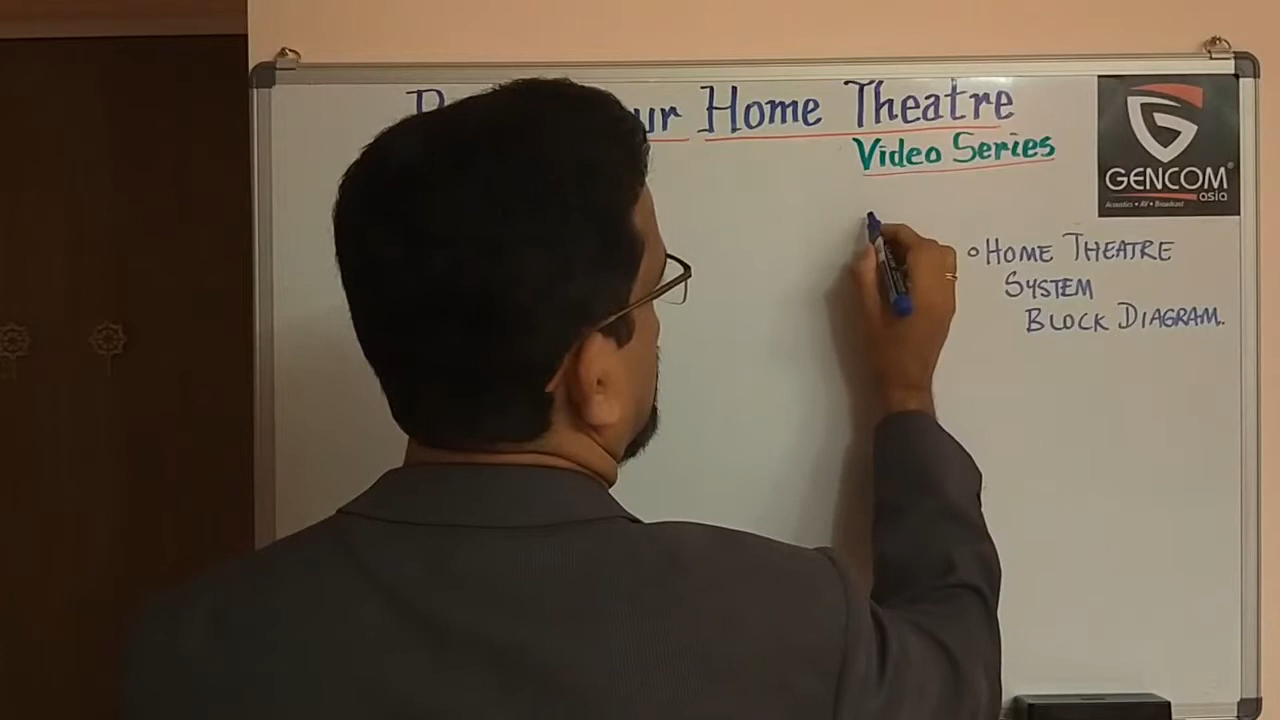 Home Theatre
Video Series
GENCOM
asia
Acoustics • AV • Broadcast
HOME THEATRE
SYSTEM
BLOCK DIAGRAM.